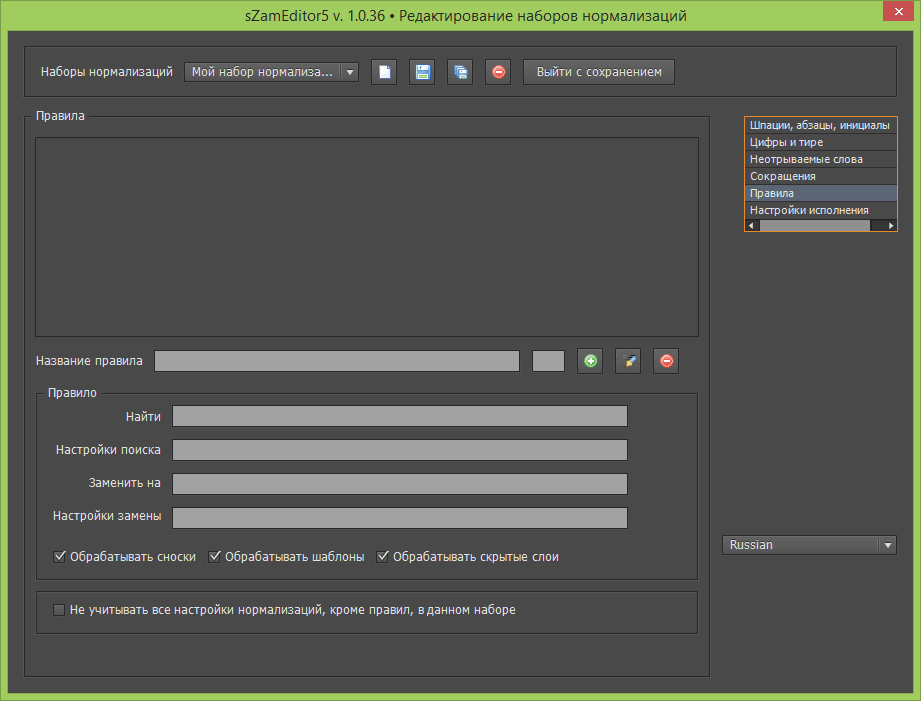 sZamEditor5 v. 1.0.36 • Редактирование наборов нормализаций
Наборы нормализаций Мой набор нормализа... Выйти с сохранением
Правила
Шпации, абзацы, инициалы
Цифры и тире
Неотрываемые слова
Сокращения
Правила
Настройки исполнения
Название правила
Правило
Найти
Настройки поиска
Заменить на
Настройки замены
Russian
Обрабатывать сноски Обрабатывать шаблоны Обрабатывать скрытые слои
Не учитывать все настройки нормализаций, кроме правил, в данном наборе